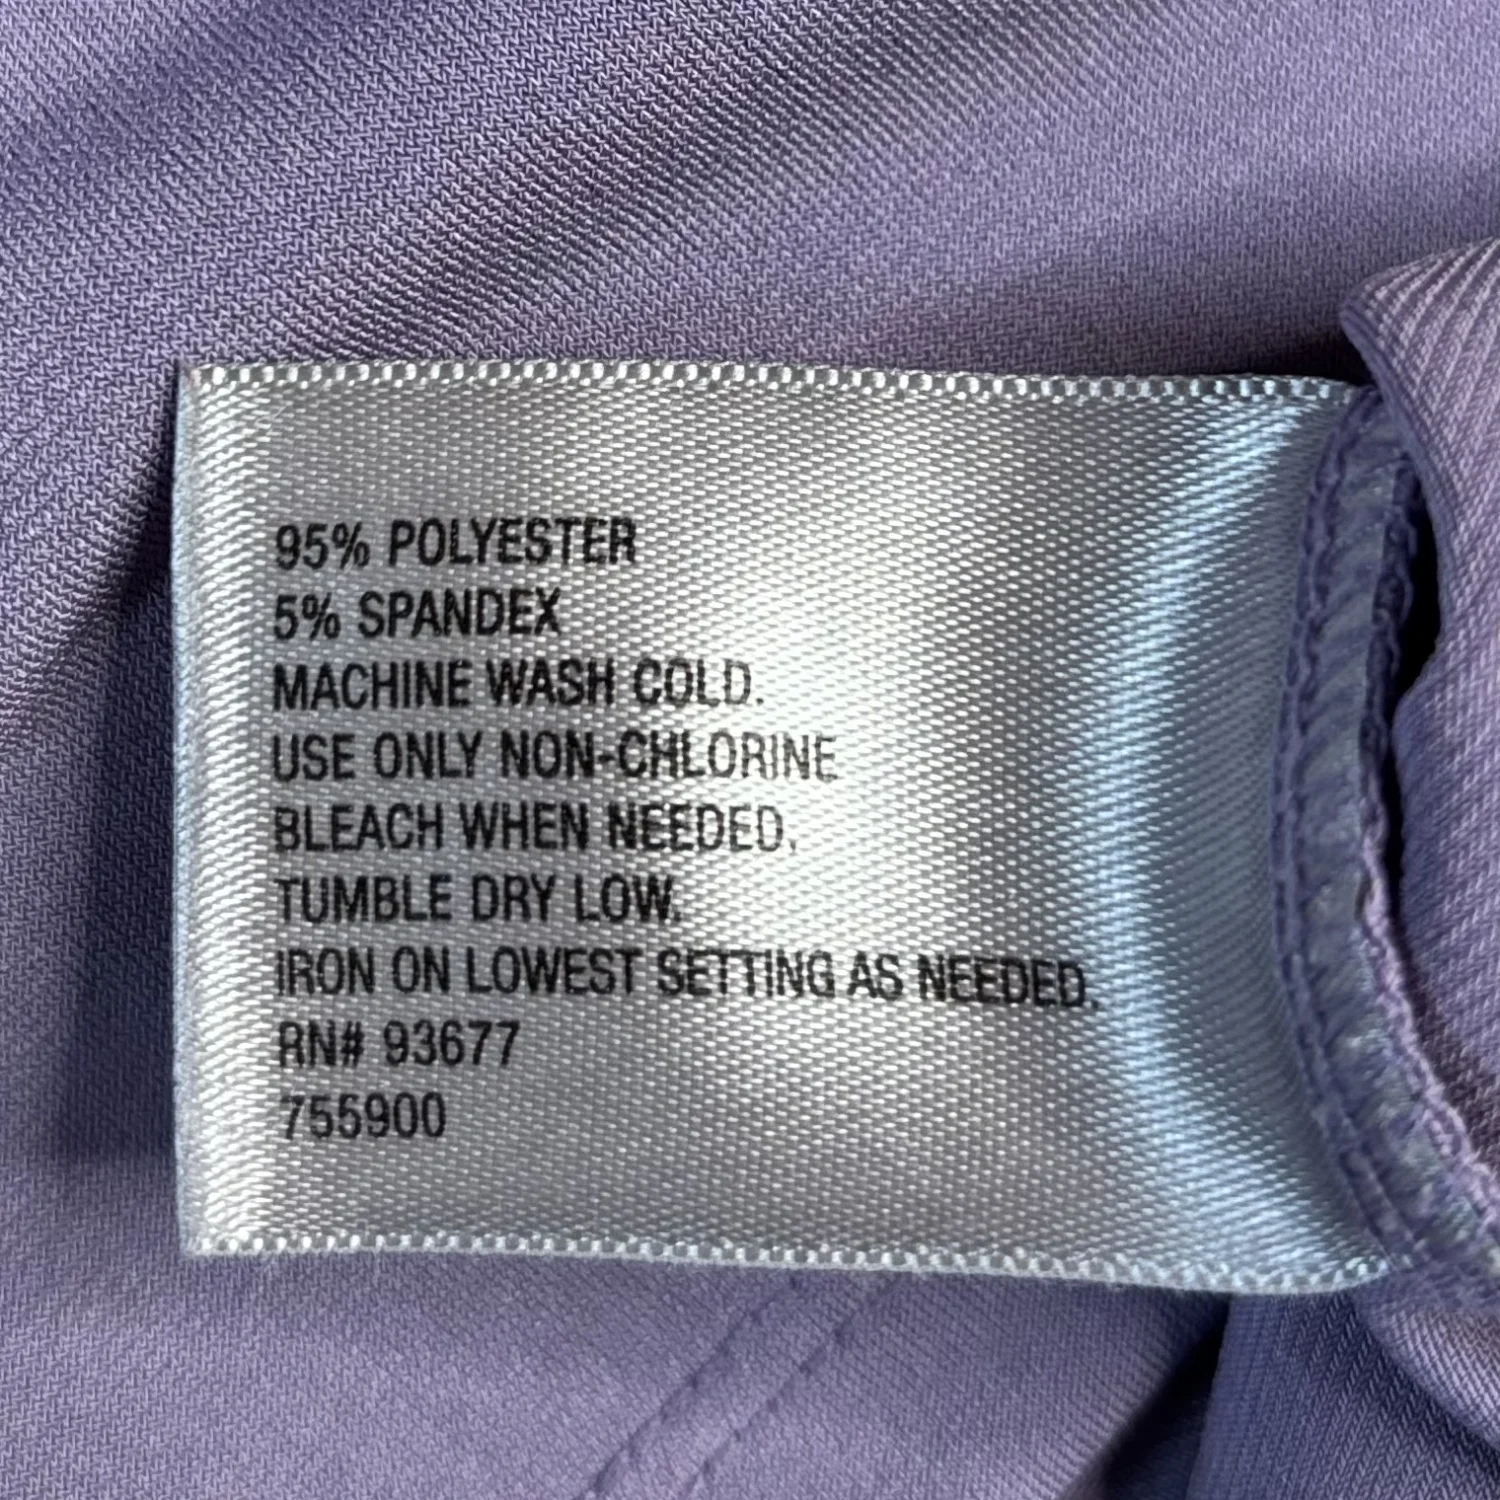 95% POLYESTER
5% SPANDEX
MACHINE WASH COLD.
USE ONLY NON-CHLORINE
BLEACH WHEN NEEDED.
TUMBLE DRY LOW.
IRON ON LOWEST SETTING AS NEEDED.
RN# 93677
755900